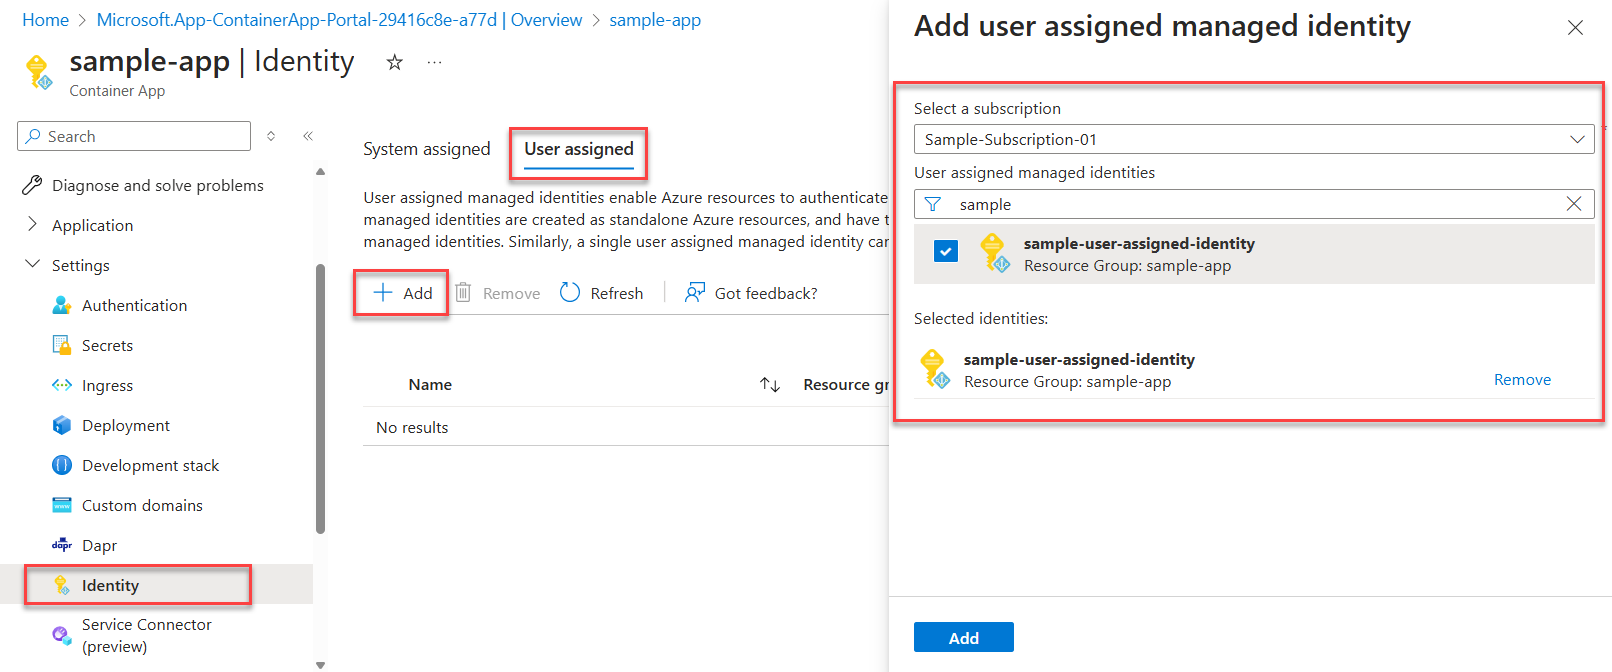 Home > Microsoft.App-ContainerApp-Portal-29416c8e-a77d | Overview > sample-app
sample-app | Identity
Container App
Search
Diagnose and solve problems
Application
Settings
Authentication
Secrets
Ingress
Deployment
Development stack
Custom domains
dapr Dapr
Identity
Service Connector
(preview)
System assigned User assigned
User assigned managed identities enable Azure resources to authenticate
managed identities are created as standalone Azure resources, and have t
managed identities. Similarly, a single user assigned managed identity car
Add Remove Refresh Got feedback?
Name Resource gr
No results
Add user assigned managed identity
Select a subscription
Sample-Subscription-01
User assigned managed identities
sample
sample-user-assigned-identity
Resource Group: sample-app
Selected identities:
sample-user-assigned-identity
Resource Group: sample-app
Remove
Add